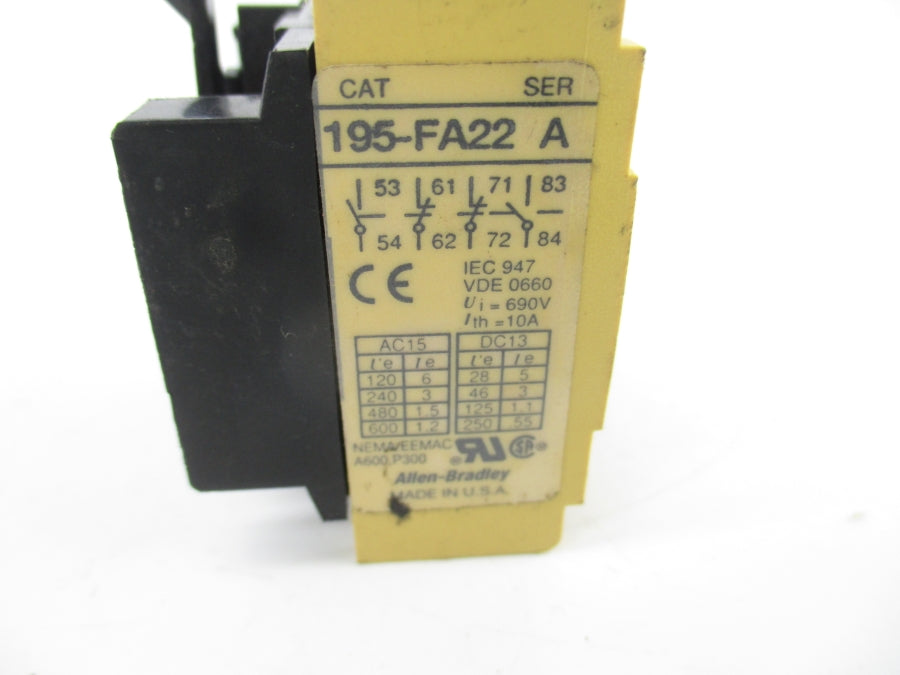 CAT SER
195-FA22 A
53 61 71 83
54 62 72 84
CE
IEC 947
VDE 0660
Ui = 690V
Ith = 10A
AC15 DC13
Ue Ie Ue Ie
120 6 28 5
240 3 46 3
480 1.5 125 1.1
600 1.2 250 .55
NEMA/EEMAC
A600,P300
® RU SA ®
Allen-Bradley
MADE IN U.S.A.